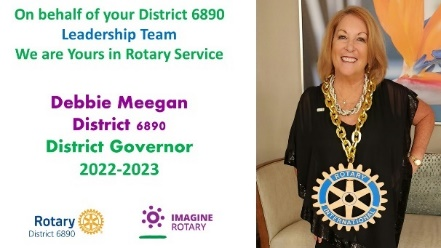 On behalf of your District 6890
Leadership Team
We are Yours in Rotary Service
Debbie Meegan
District 6890
District Governor
2022-2023
Rotary
District 6890
IMAGINE
ROTARY
ROTARY
INTERNATIONAL